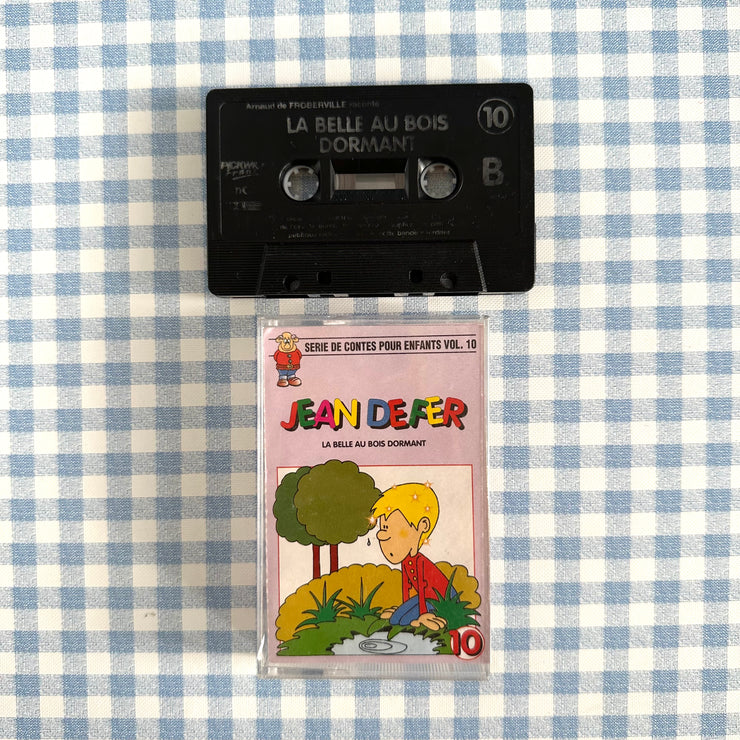 Arnaud de FROBERVILLE raconte
10
LA BELLE AU BOIS
DORMANT
B
SERIE DE CONTES POUR ENFANTS VOL. 10
JEAN DE FER
LA BELLE AU BOIS DORMANT
10